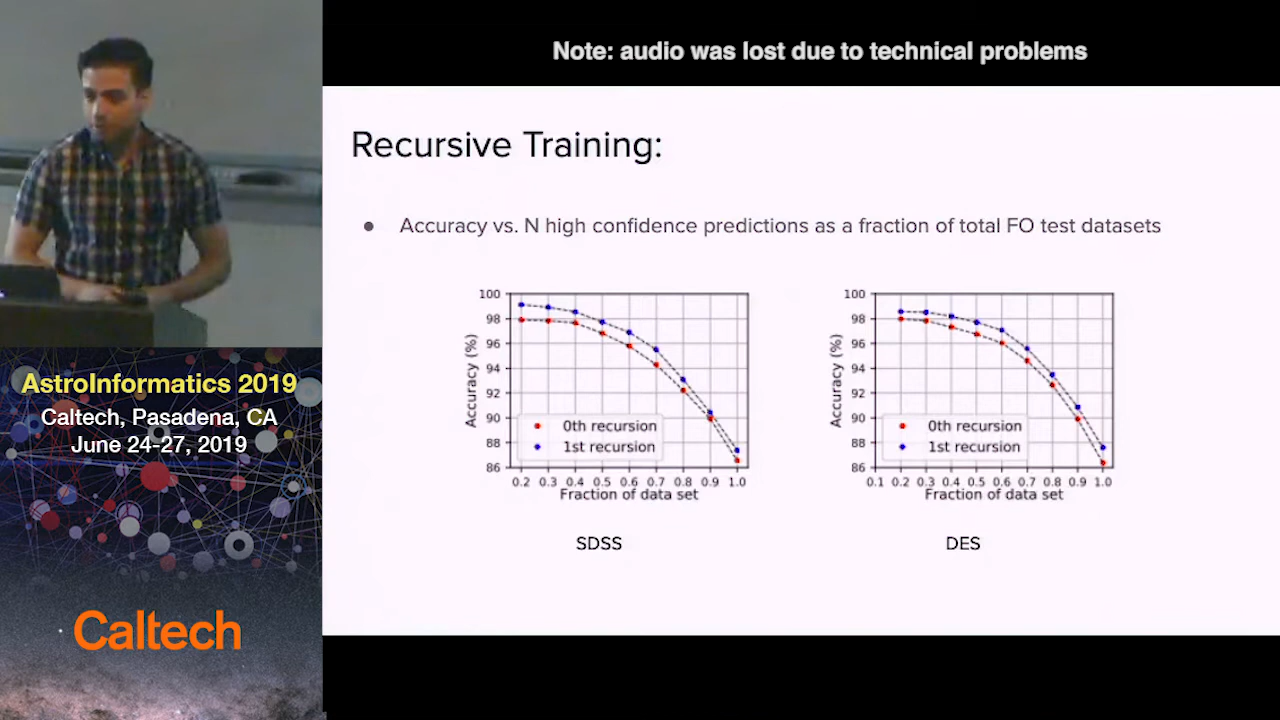 Note: audio was lost due to technical problems
Recursive Training:
● Accuracy vs. N high confidence predictions as a fraction of total FO test datasets
100
98
96
94
92
90
88
86
Accuracy (%)
0th recursion
1st recursion
0.2 0.3 0.4 0.5 0.6 0.7 0.8 0.9 1.0
Fraction of data set
SDSS
100
98
96
94
92
90
88
86
Accuracy (%)
0th recursion
1st recursion
0.1 0.2 0.3 0.4 0.5 0.6 0.7 0.8 0.9 1.0
Fraction of data set
DES
AstroInformatics 2019
Caltech, Pasadena, CA
June 24-27, 2019
Caltech